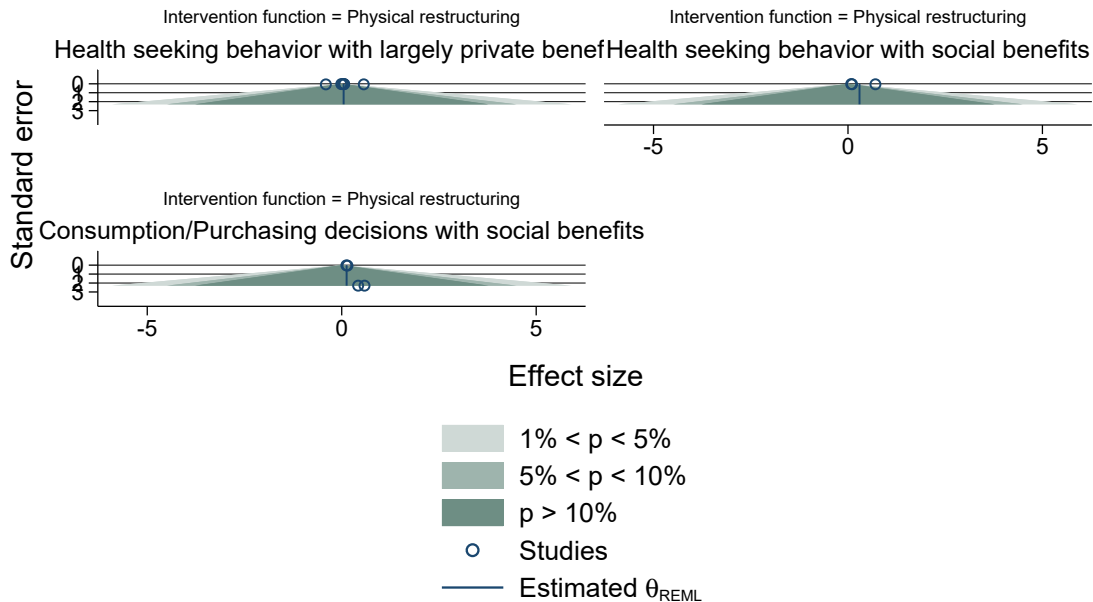 Intervention function = Physical restructuring
Health seeking behavior with largely private benef
Intervention function = Physical restructuring
Health seeking behavior with social benefits
0
1
2
3
-5
0
5
Intervention function = Physical restructuring
Consumption/Purchasing decisions with social benefits
0
1
2
3
-5
0
5
Standard error
Effect size
1% < p < 5%
5% < p < 10%
p > 10%
Studies
Estimated θREML